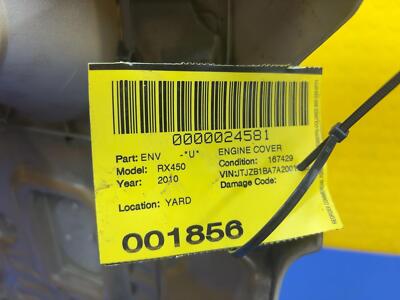 0000024581
Part: ENV -*U* ENGINE COVER
Model: RX450 Condition: 167429
Year: 2010 VIN:JTJZB1BA7A2001
Damage Code:
Location: YARD
001856